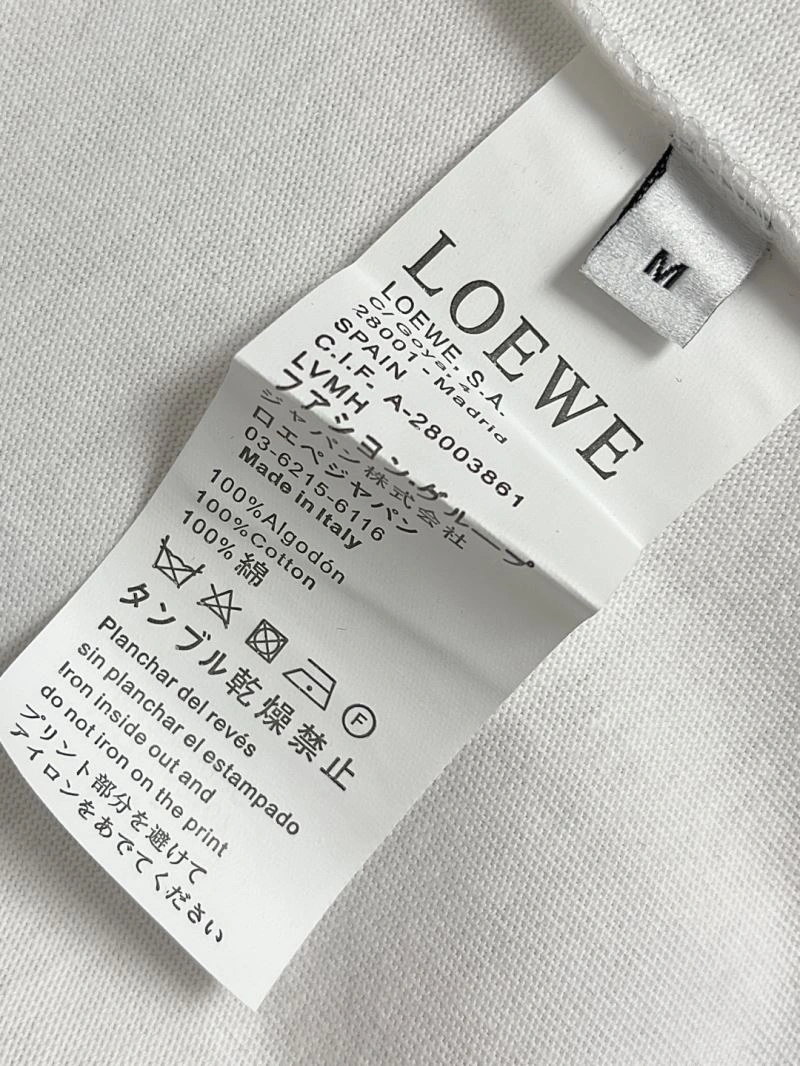 M
LOEWE
LOEWE, S.A.
C/Goya, 4.
28001 - Madrid
SPAIN
C.I.F. A-28003861
LVMH
ファション·グループ
ジャパン株式会社
ロエベジャパン
03-6215-6116
Made in Italy
100%Algodón
100%Cotton
100% 綿
F
タンブル乾燥禁止
Planchar del revés
sin planchar el estampado
Iron inside out and
do not iron on the print
プリント部分を避けて
アイロンをあでてください